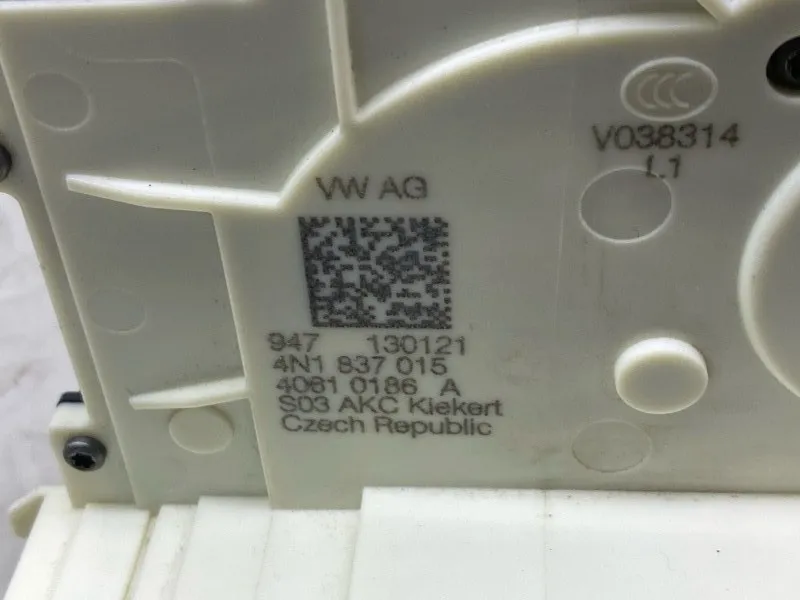 CCC
V038314
L1
VW AG
947 130121
4N1 837 015
4061 0186 A
S03 AKC Kiekert
Czech Republic